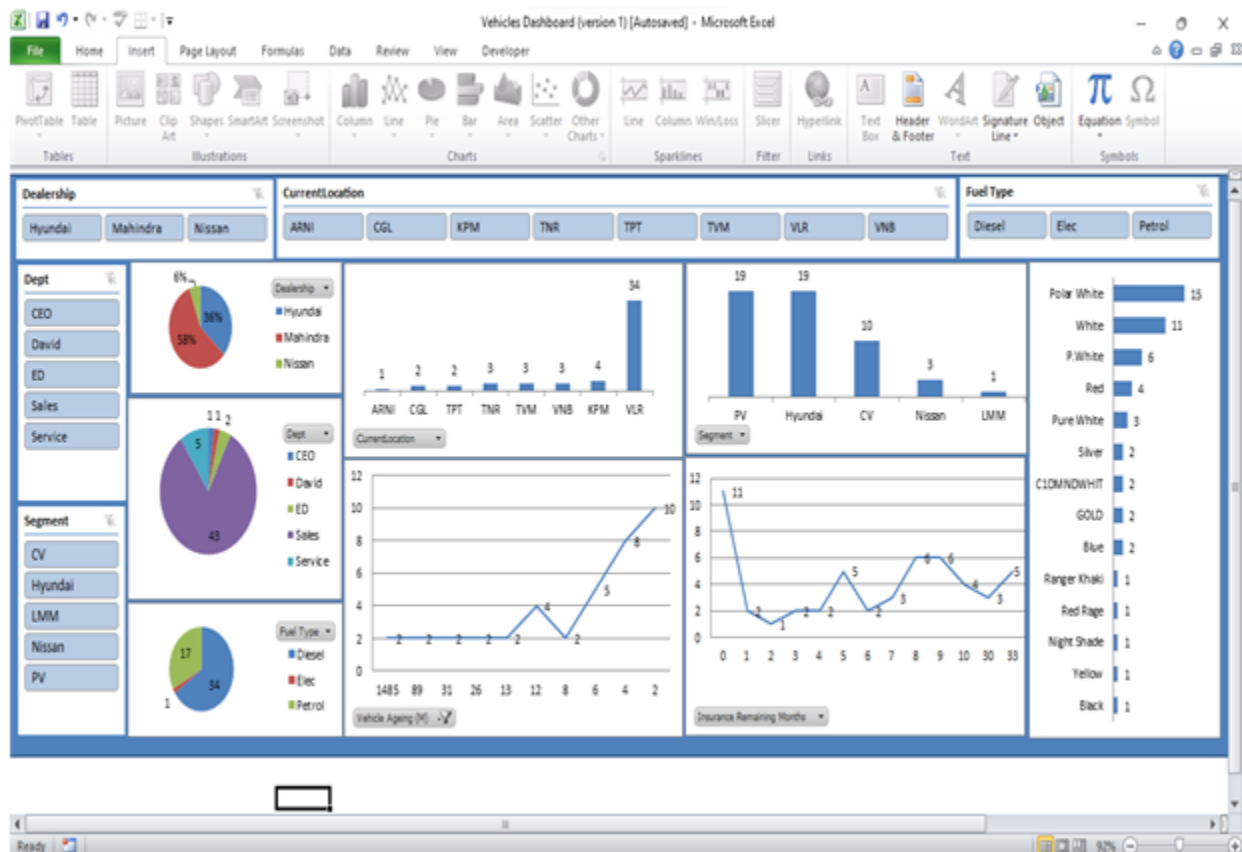 Vehicles Dashboard (version 1) [Autosaved] - Microsoft Excel
File Home Insert Page Layout Formulas Data Review View Developer
PivotTable Table Picture Clip Art Shapes SmartArt Screenshot Column Line Pie Bar Area Scatter Other Charts Line Column Win/Loss Slicer Hyperlink Text Box Header & Footer WordArt Signature Line Object Equation Symbol
Tables Illustrations Charts Sparklines Filter Links Text Symbols
Dealership
Hyundai Mahindra Nissan
CurrentLocation
ARNI CGL KPM TNR TPT TVM VLR VNB
Fuel Type
Diesel Elec Petrol
Dept
CEO
David
ED
Sales
Service
Segment
CV
Hyundai
LMM
Nissan
PV
6%
36%
58%
Dealership
Hyundai
Mahindra
Nissan
1 1 2
5
43
Dept
CEO
David
ED
Sales
Service
17
34
1
Fuel Type
Diesel
Elec
Petrol
1 2 2 3 3 3 4 34
ARNI CGL TPT TNR TVM VNB KPM VLR
CurrentLocation
12
10
8
6
4
2
0
2 2 2 2 2 4 2 5 8 10
1485 89 31 26 13 12 8 6 4 2
Vehicle Ageing (M)
19 19 10 3 1
PV Hyundai CV Nissan LMM
Segment
12
10
8
6
4
2
0
11 2 1 2 2 5 2 3 6 6 4 3 5
0 1 2 3 4 5 6 7 8 9 10 30 33
Insurance Remaining Months
Polar White 15
White 11
P.White 6
Red 4
Pure White 3
Silver 2
C1DMNDWHIT 2
GOLD 2
Blue 2
Ranger Khaki 1
Red Rage 1
Night Shade 1
Yellow 1
Black 1
Ready
92%